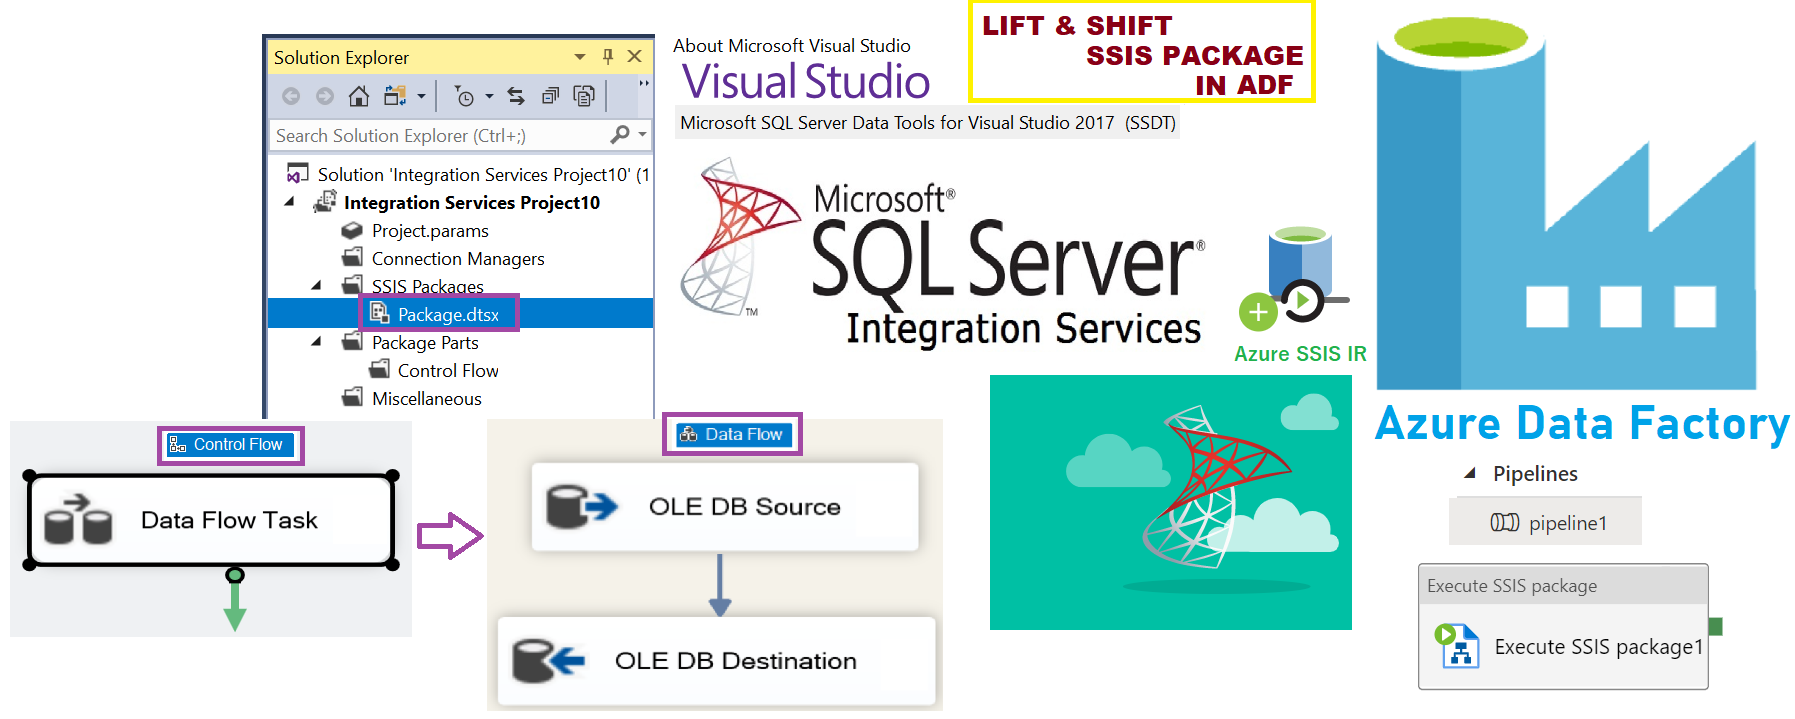 Solution Explorer
Search Solution Explorer (Ctrl+;)
Solution 'Integration Services Project10' (1
Integration Services Project10
Project.params
Connection Managers
SSIS Packages
Package.dtsx
Package Parts
Control Flow
Miscellaneous
About Microsoft Visual Studio
Visual Studio
Microsoft SQL Server Data Tools for Visual Studio 2017 (SSDT)
LIFT & SHIFT
SSIS PACKAGE
IN ADF
Microsoft®
SQL Server®
Integration Services
TM
Azure SSIS IR
Azure Data Factory
Pipelines
pipeline1
Execute SSIS package
Execute SSIS package1
Control Flow
Data Flow Task
Data Flow
OLE DB Source
OLE DB Destination